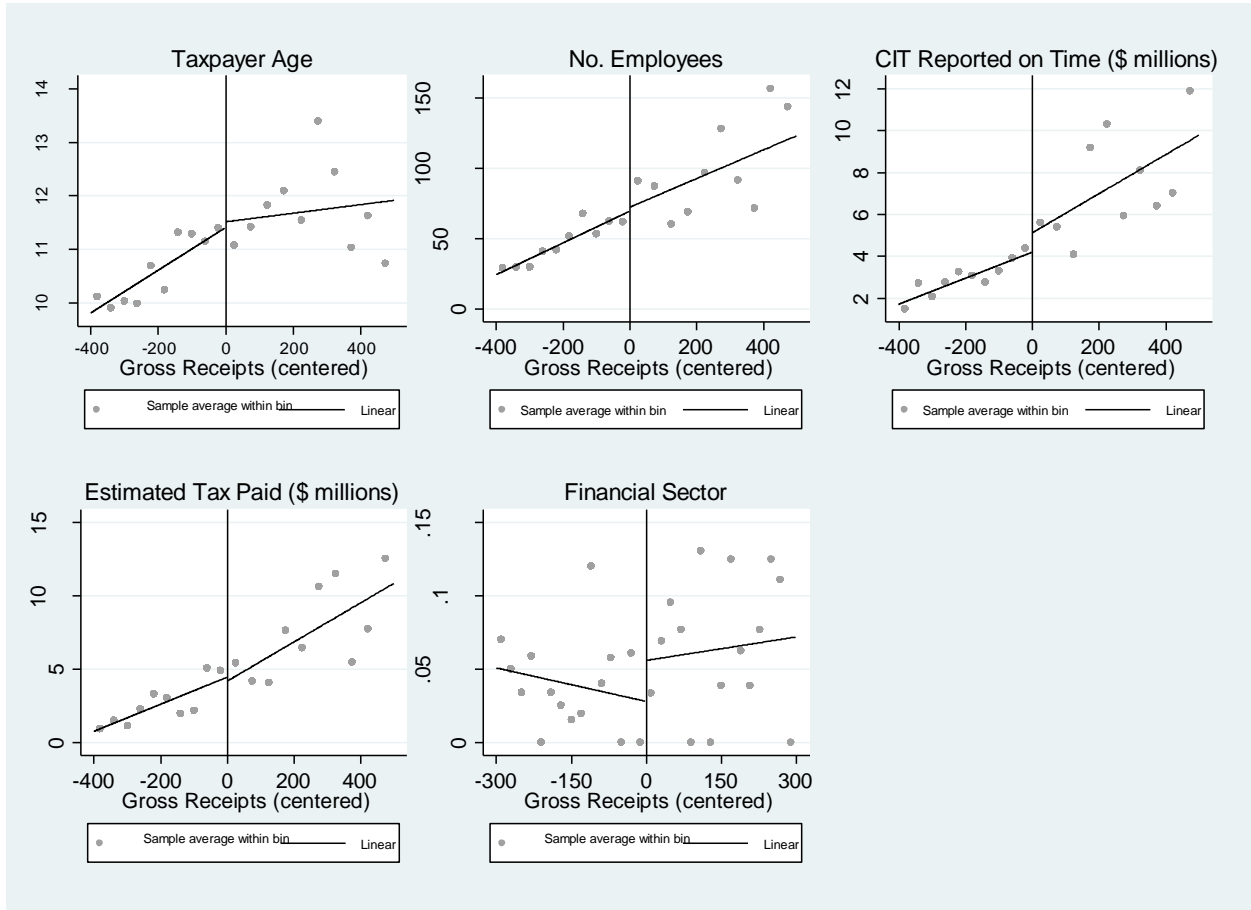 Taxpayer Age
14
13
12
11
10
-400 -200 0 200 400
Gross Receipts (centered)
Sample average within bin Linear
No. Employees
150
100
50
0
-400 -200 0 200 400
Gross Receipts (centered)
Sample average within bin Linear
CIT Reported on Time ($ millions)
12
10
8
6
4
2
-400 -200 0 200 400
Gross Receipts (centered)
Sample average within bin Linear
Estimated Tax Paid ($ millions)
15
10
5
0
-400 -200 0 200 400
Gross Receipts (centered)
Sample average within bin Linear
Financial Sector
.15
.1
.05
0
-300 -150 0 150 300
Gross Receipts (centered)
Sample average within bin Linear